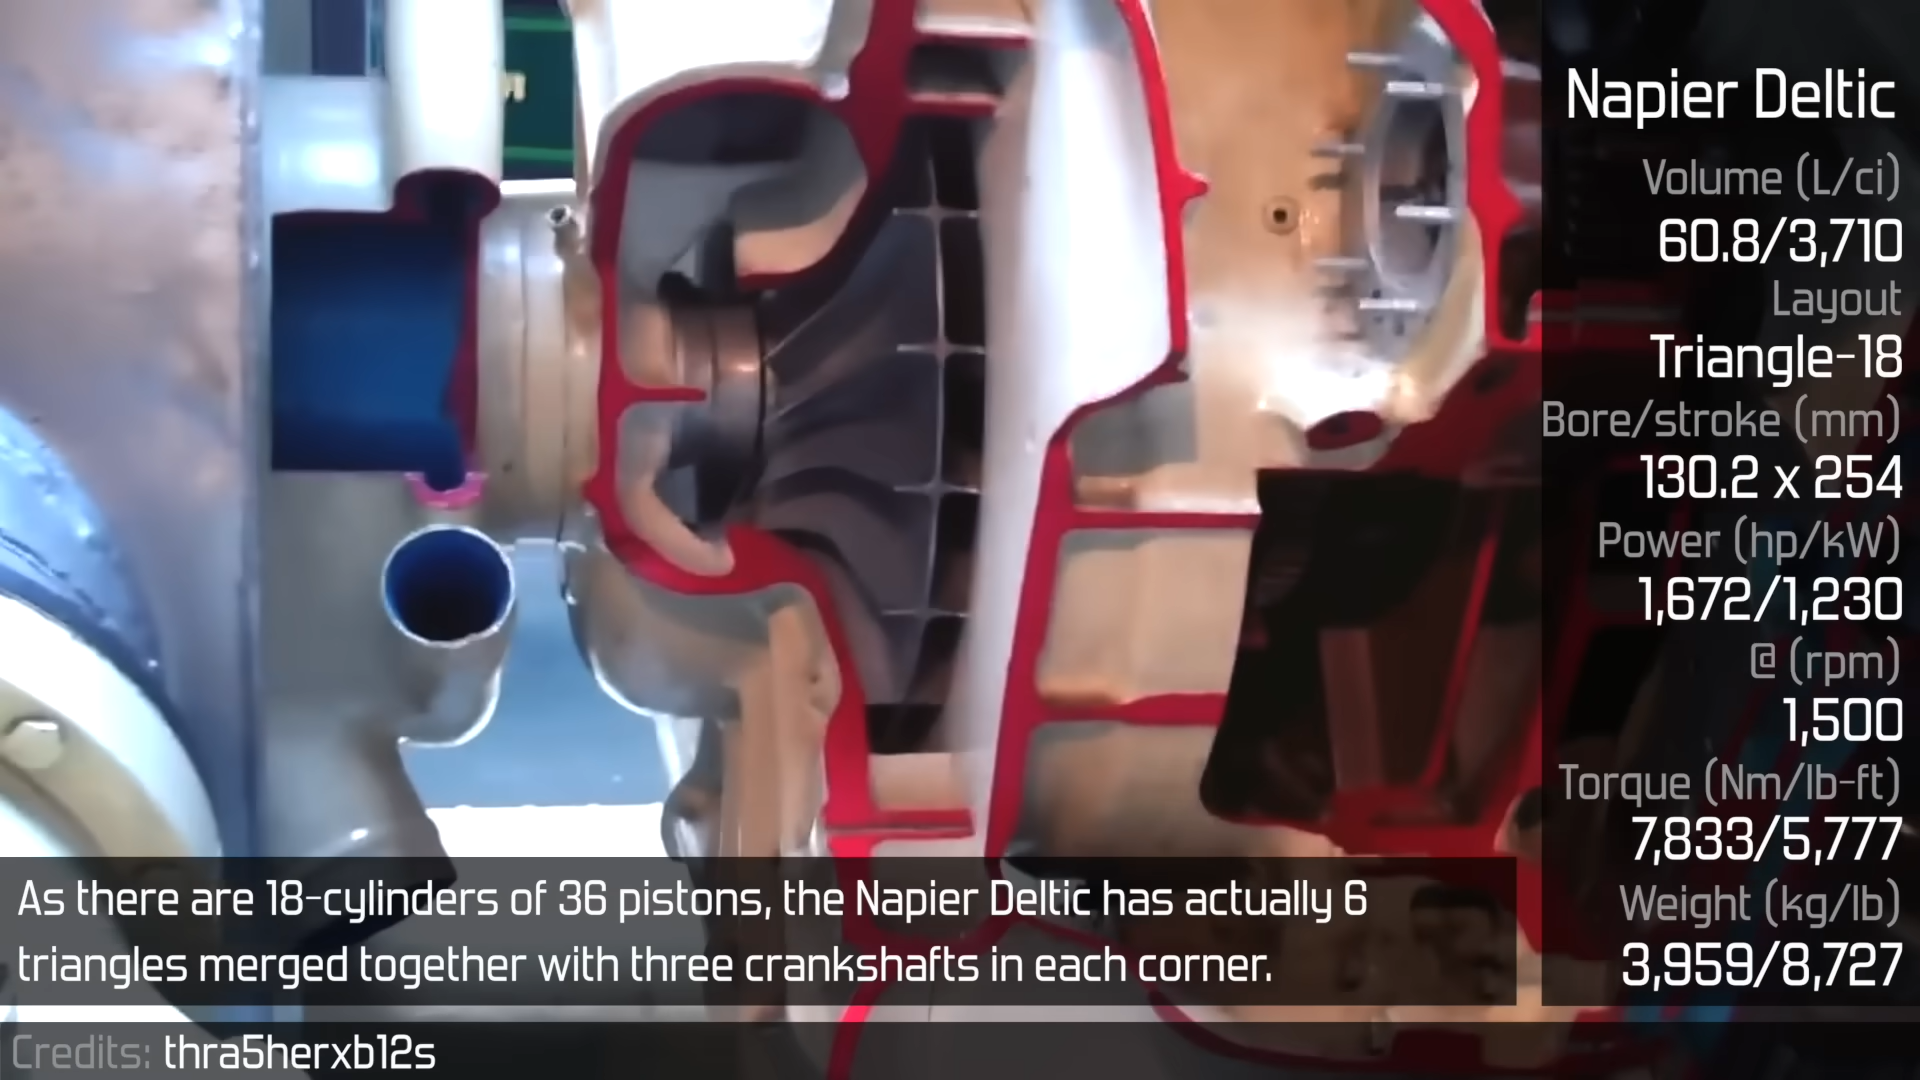 Napier Deltic
Volume (L/ci)
60.8/3,710
Layout
Triangle-18
Bore/stroke (mm)
130.2 x 254
Power (hp/kW)
1,672/1,230
@ (rpm)
1,500
Torque (Nm/lb-ft)
7,833/5,777
Weight (kg/lb)
3,959/8,727
As there are 18-cylinders of 36 pistons, the Napier Deltic has actually 6
triangles merged together with three crankshafts in each corner.
Credits: thra5herxb12s